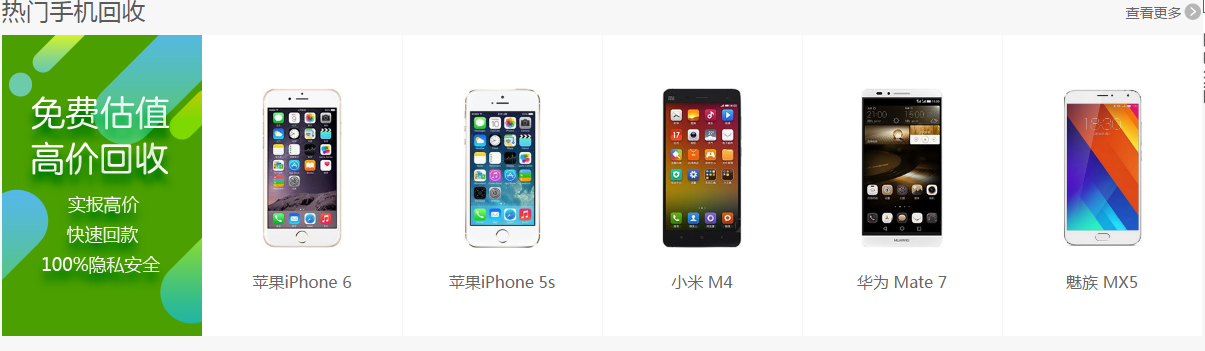 热门手机回收
查看更多
免费估值
高价回收
实报高价
快速回款
100%隐私安全
18:30
HUAWEI
苹果iPhone 6
苹果iPhone 5s
小米 M4
华为 Mate 7
魅族 MX5